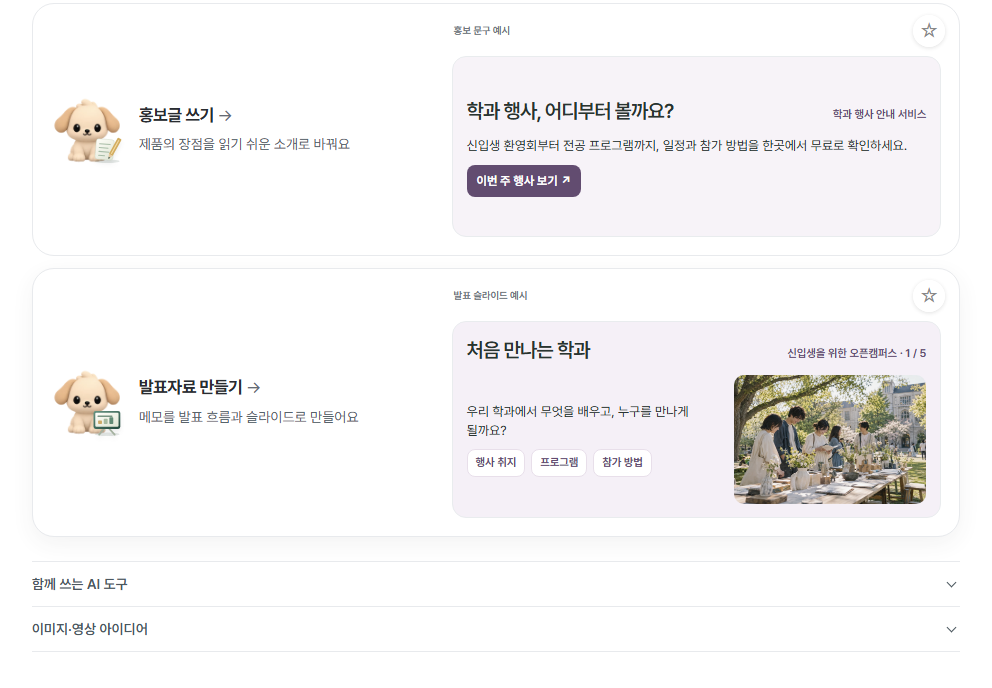 홍보 문구 예시
홍보글 쓰기 →
제품의 장점을 읽기 쉬운 소개로 바꿔요
학과 행사, 어디부터 볼까요?
학과 행사 안내 서비스
신입생 환영회부터 전공 프로그램까지, 일정과 참가 방법을 한곳에서 무료로 확인하세요.
이번 주 행사 보기 ↗
발표 슬라이드 예시
발표자료 만들기 →
메모를 발표 흐름과 슬라이드로 만들어요
처음 만나는 학과
신입생을 위한 오픈캠퍼스 · 1 / 5
우리 학과에서 무엇을 배우고, 누구를 만나게
될까요?
행사 취지
프로그램
참가 방법
함께 쓰는 AI 도구
이미지·영상 아이디어